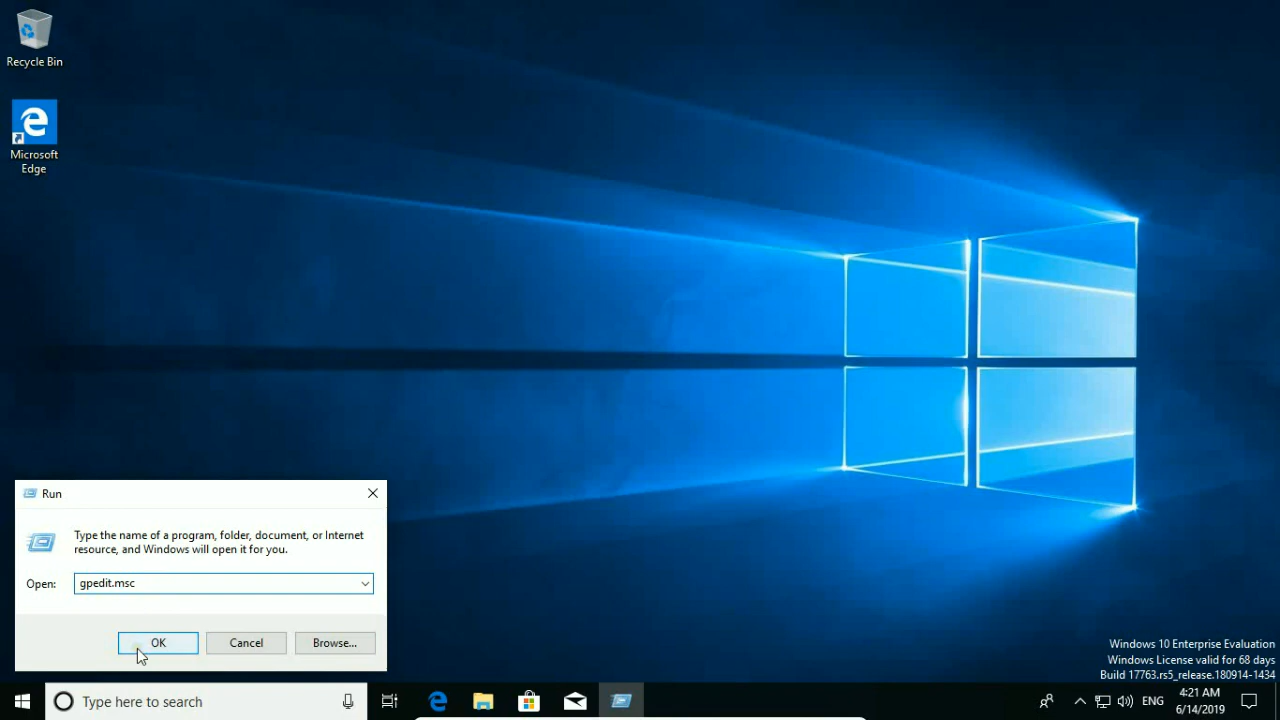 Recycle Bin
Microsoft
Edge
Run
Type the name of a program, folder, document, or Internet
resource, and Windows will open it for you.
Open:
gpedit.msc
OK
Cancel
Browse...
Windows 10 Enterprise Evaluation
Windows License valid for 68 days
Build 17763.rs5_release.180914-1434
Type here to search
ENG
4:21 AM
6/14/2019